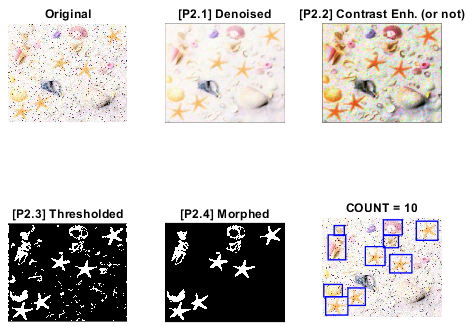 Original
[P2.1] Denoised
[P2.2] Contrast Enh. (or not)
[P2.3] Thresholded
[P2.4] Morphed
COUNT = 10